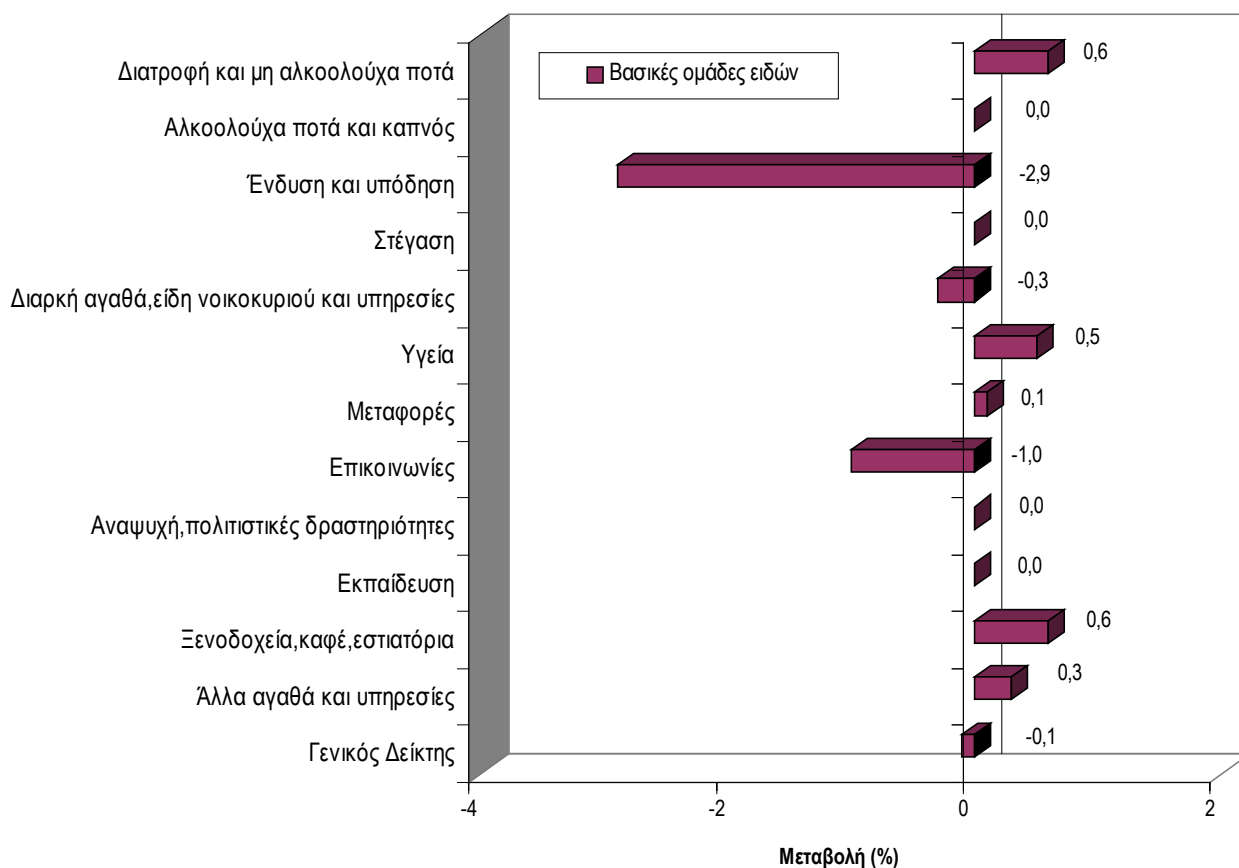 Βασικές ομάδες ειδών
Διατροφή και μη αλκοολούχα ποτά 0,6
Αλκοολούχα ποτά και καπνός 0,0
Ένδυση και υπόδηση -2,9
Στέγαση 0,0
Διαρκή αγαθά,είδη νοικοκυριού και υπηρεσίες -0,3
Υγεία 0,5
Μεταφορές 0,1
Επικοινωνίες -1,0
Αναψυχή,πολιτιστικές δραστηριότητες 0,0
Εκπαίδευση 0,0
Ξενοδοχεία,καφέ,εστιατόρια 0,6
Άλλα αγαθά και υπηρεσίες 0,3
Γενικός Δείκτης -0,1
-4 -2 0 2
Μεταβολή (%)